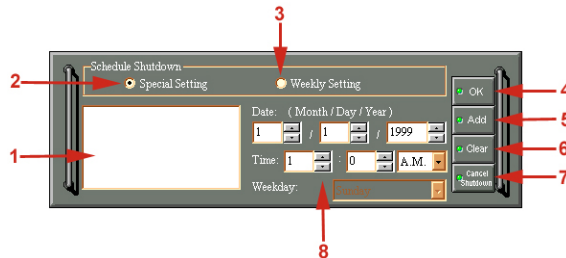 3
Schedule Shutdown
2 Special Setting Weekly Setting
OK 4
Date: ( Month / Day / Year )
Add 5
1 / 1 / 1999
Clear 6
1
Time: 1 : 0 A.M.
Cancel Shutdown 7
Weekday: Sunday
8